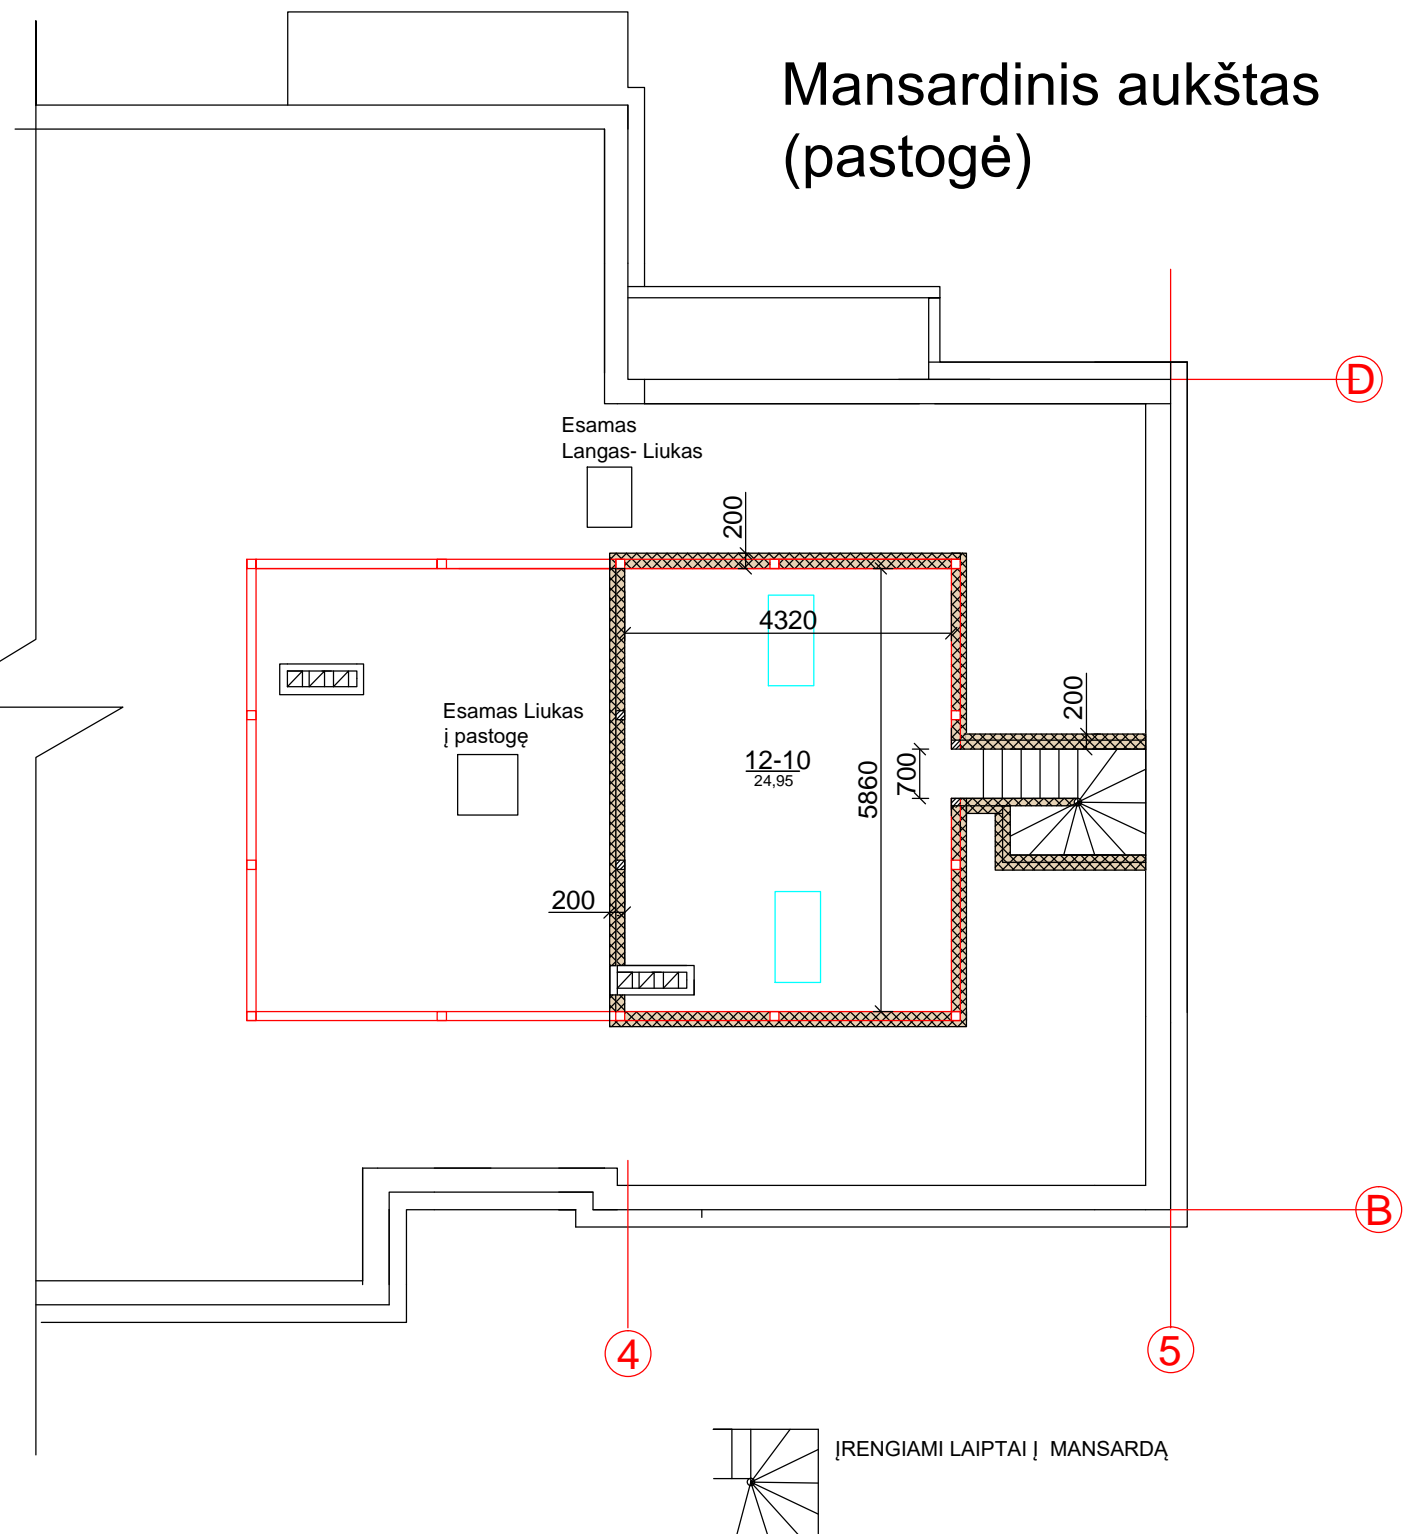 Mansardinis aukštas
(pastogė)
D
Esamas
Langas- Liukas
200
4320
200
Esamas Liukas
į pastogę
12-10
24,95
5860
700
200
B
4
5
ĮRENGIAMI LAIPTAI Į MANSARDĄ